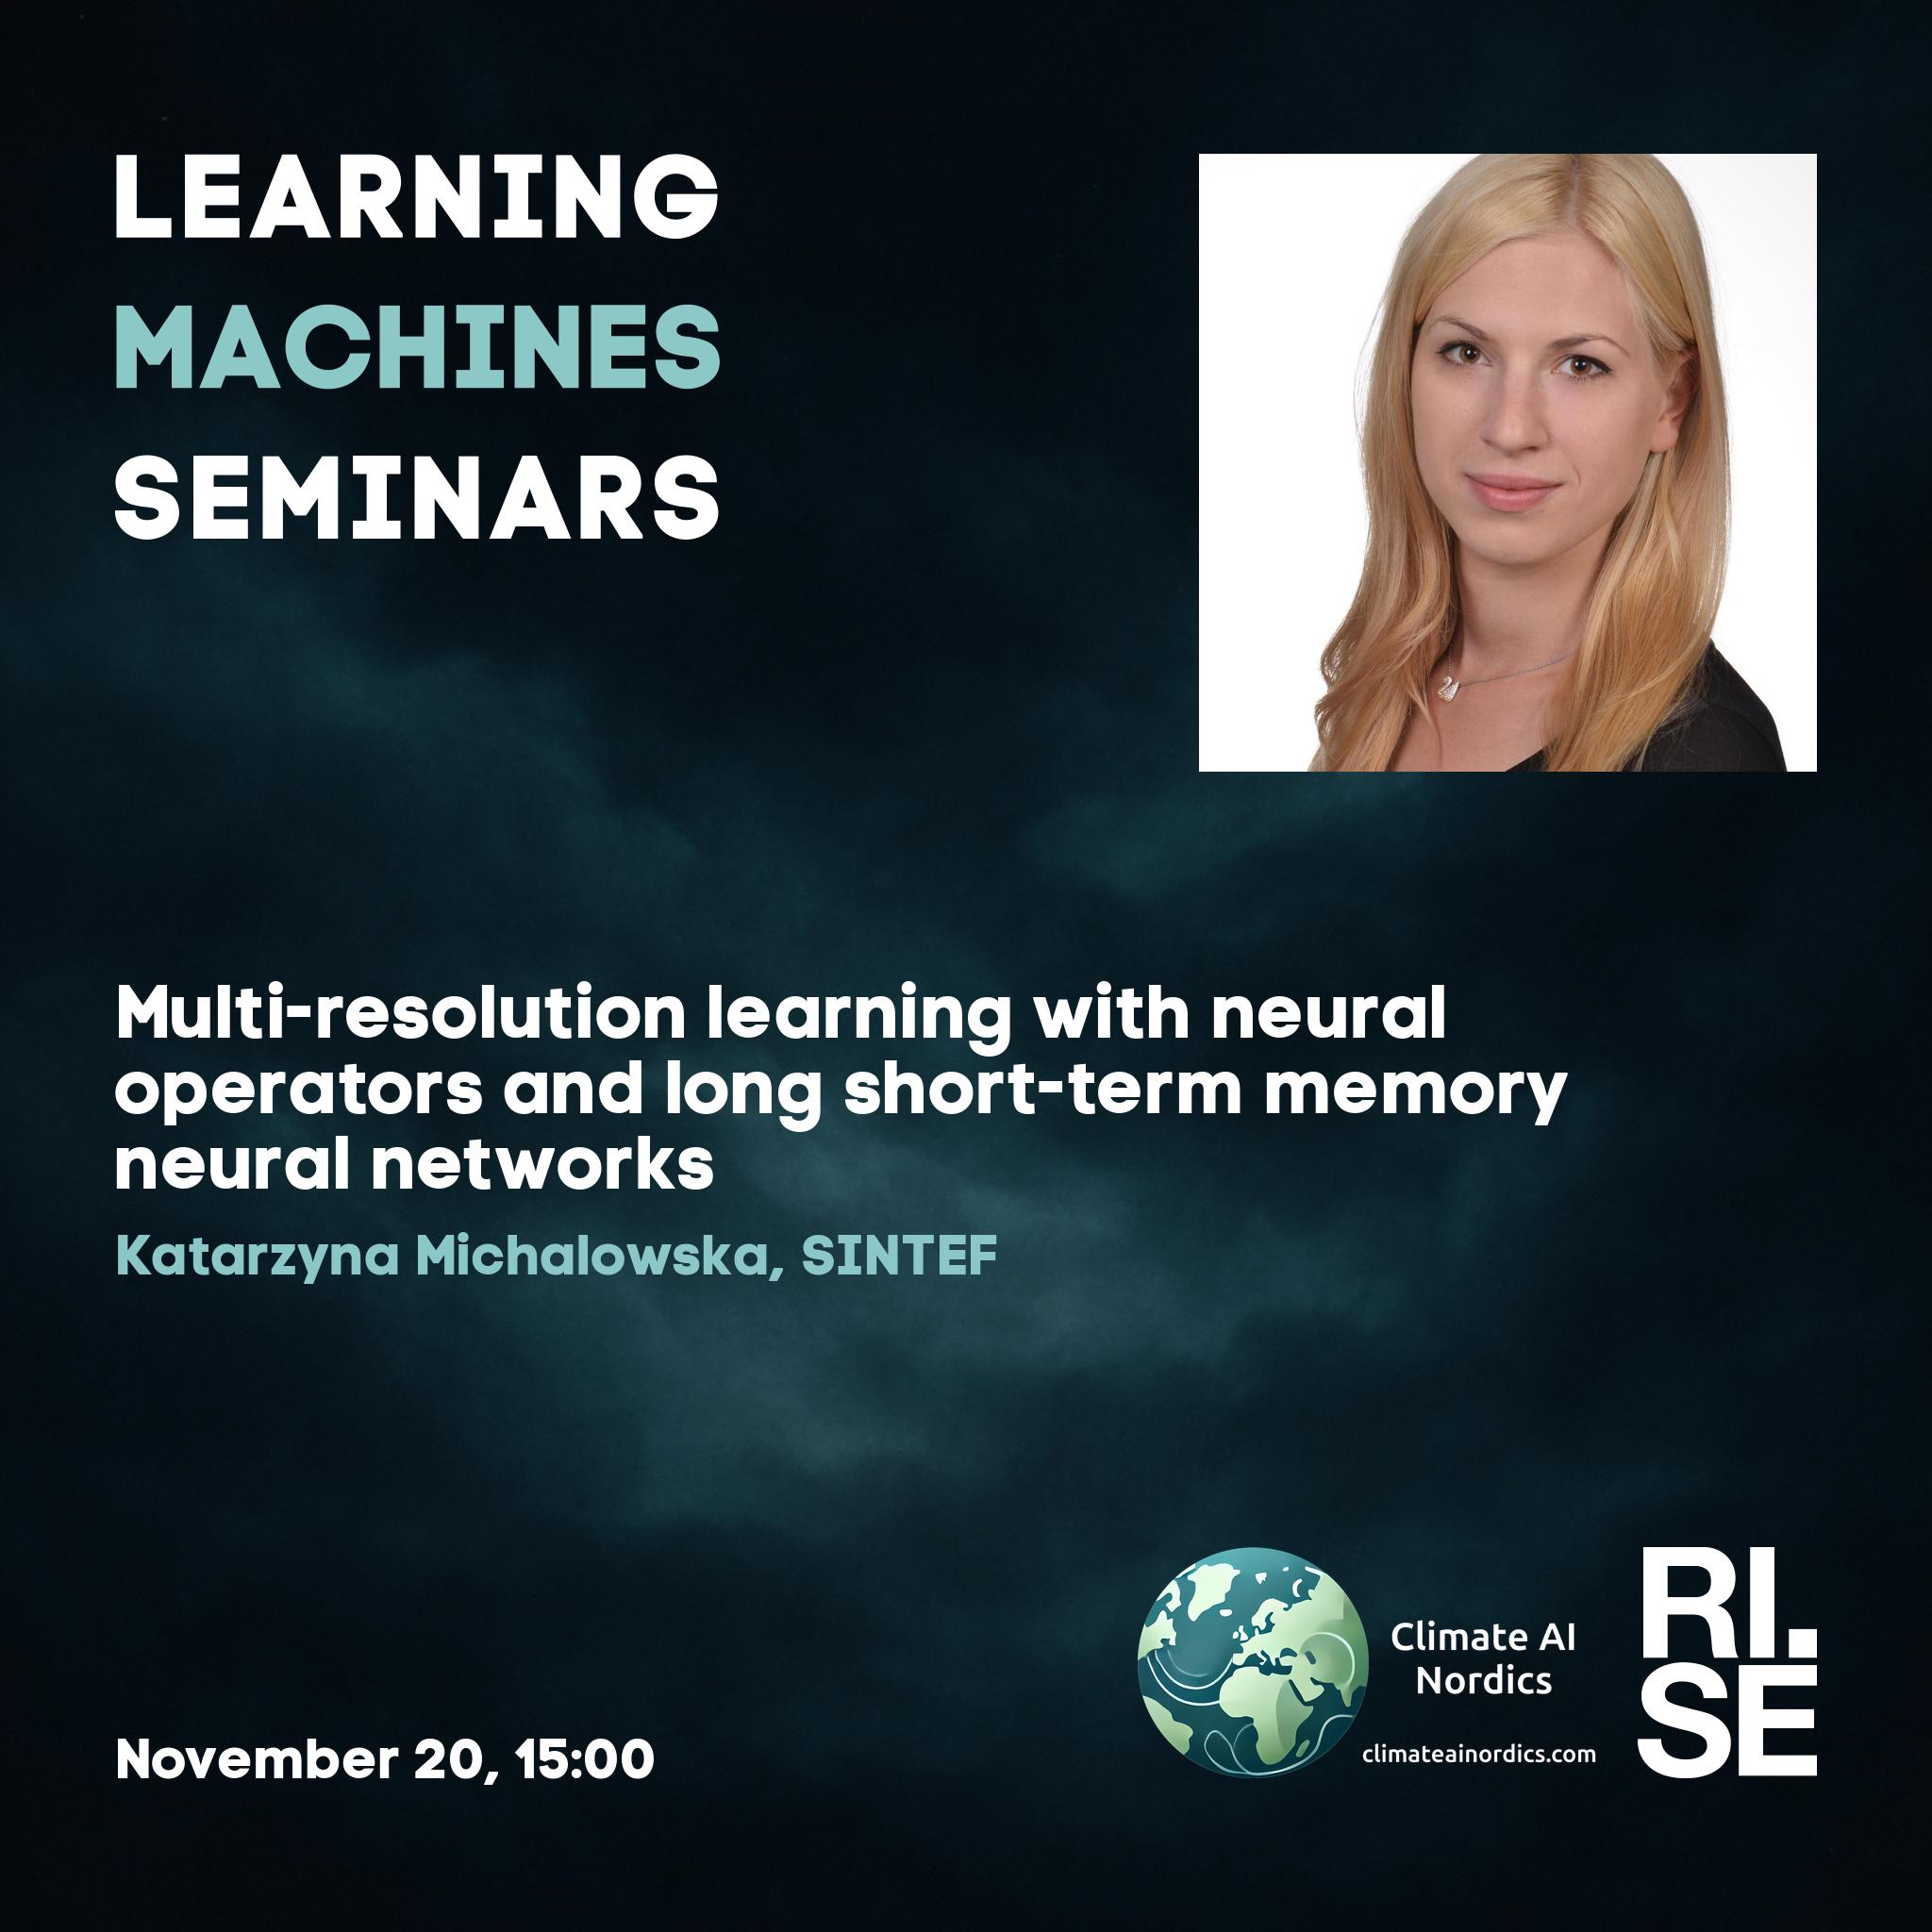 LEARNING
MACHINES
SEMINARS
Multi-resolution learning with neural
operators and long short-term memory
neural networks
Katarzyna Michalowska, SINTEF
November 20, 15:00
Climate AI
Nordics
climateainordics.com
RI.
SE